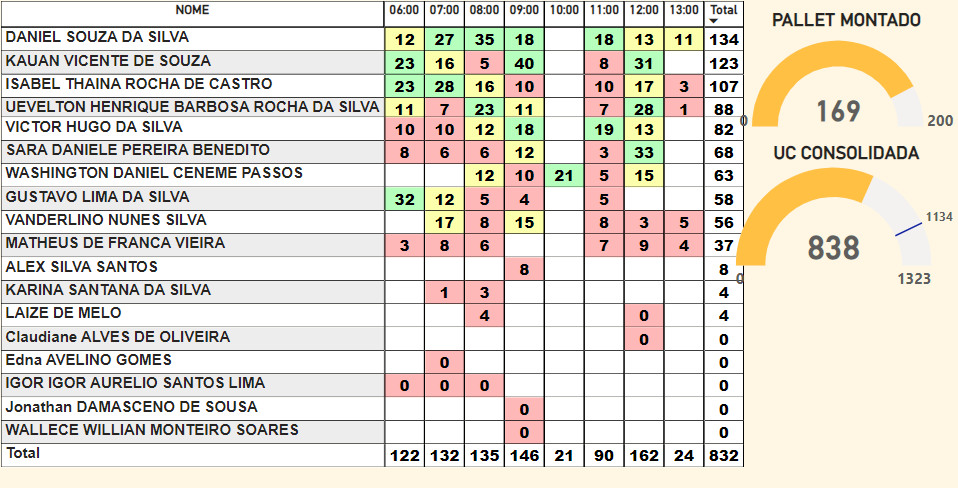 NOME 06:00 07:00 08:00 09:00 10:00 11:00 12:00 13:00 Total
DANIEL SOUZA DA SILVA 12 27 35 18 18 13 11 134
KAUAN VICENTE DE SOUZA 23 16 5 40 8 31 123
ISABEL THAINA ROCHA DE CASTRO 23 28 16 10 10 17 3 107
UEVELTON HENRIQUE BARBOSA ROCHA DA SILVA 11 7 23 11 7 28 1 88
VICTOR HUGO DA SILVA 10 10 12 18 19 13 82
SARA DANIELE PEREIRA BENEDITO 8 6 6 12 3 33 68
WASHINGTON DANIEL CENEME PASSOS 12 10 21 5 15 63
GUSTAVO LIMA DA SILVA 32 12 5 4 5 58
VANDERLINO NUNES SILVA 17 8 15 8 3 5 56
MATHEUS DE FRANCA VIEIRA 3 8 6 7 9 4 37
ALEX SILVA SANTOS 8 8
KARINA SANTANA DA SILVA 1 3 4
LAIZE DE MELO 4 0 4
Claudiane ALVES DE OLIVEIRA 0 0
Edna AVELINO GOMES 0 0
IGOR IGOR AURELIO SANTOS LIMA 0 0 0 0
Jonathan DAMASCENO DE SOUSA 0 0
WALLECE WILLIAN MONTEIRO SOARES 0 0
Total 122 132 135 146 21 90 162 24 832
PALLET MONTADO
169
0 200
UC CONSOLIDADA
1134
838
0 1323